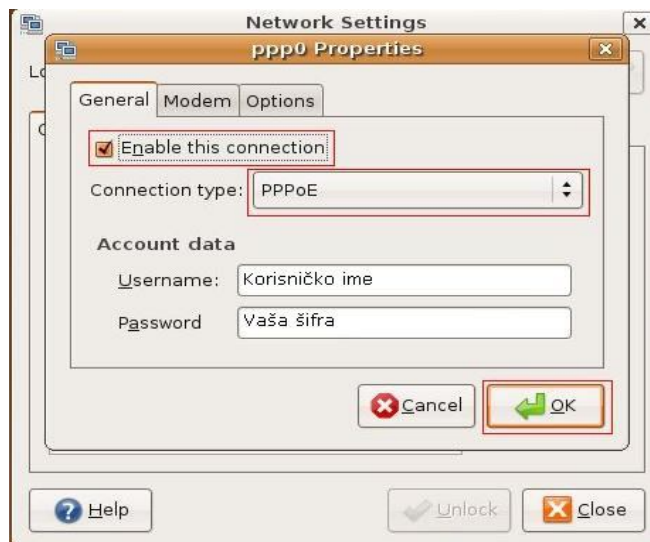 Network Settings
ppp0 Properties
General Modem Options
Enable this connection
Connection type: PPPoE
Account data
Username: Korisničko ime
Password Vaša šifra
Cancel OK
Help Unlock Close